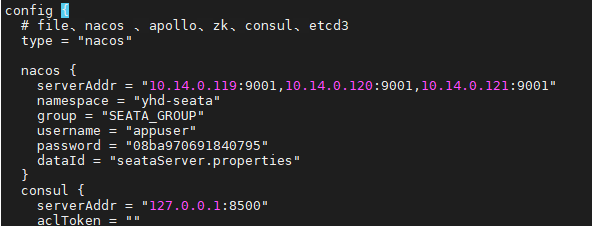 config {
  # file、nacos 、apollo、zk、consul、etcd3
  type = "nacos"
  nacos {
    serverAddr = "10.14.0.119:9001,10.14.0.120:9001,10.14.0.121:9001"
    namespace = "yhd-seata"
    group = "SEATA_GROUP"
    username = "appuser"
    password = "08ba970691840795"
    dataId = "seataServer.properties"
  }
  consul {
    serverAddr = "127.0.0.1:8500"
    aclToken = ""